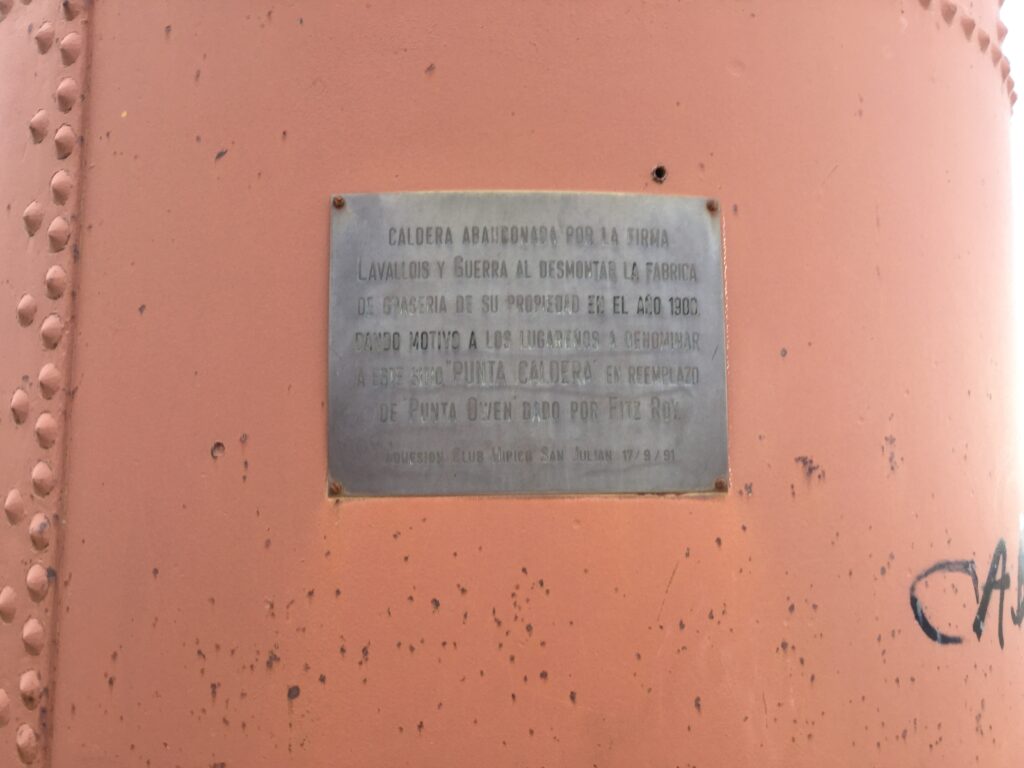 CALDERA ABANDONADA POR LA FIRMA
LAVALLOIS Y GUERRA AL DESMONTAR LA FABRICA
DE GRASERIA DE SU PROPIEDAD EN EL AÑO 1900.
DANDO MOTIVO A LOS LUGAREÑOS A DENOMINAR
A ESTE SITIO "PUNTA CALDERA" EN REEMPLAZO
DE "PUNTA OWEN" DADO POR FITZ ROY.
ADHESION CLUB HIPICO SAN JULIAN 17/9/91